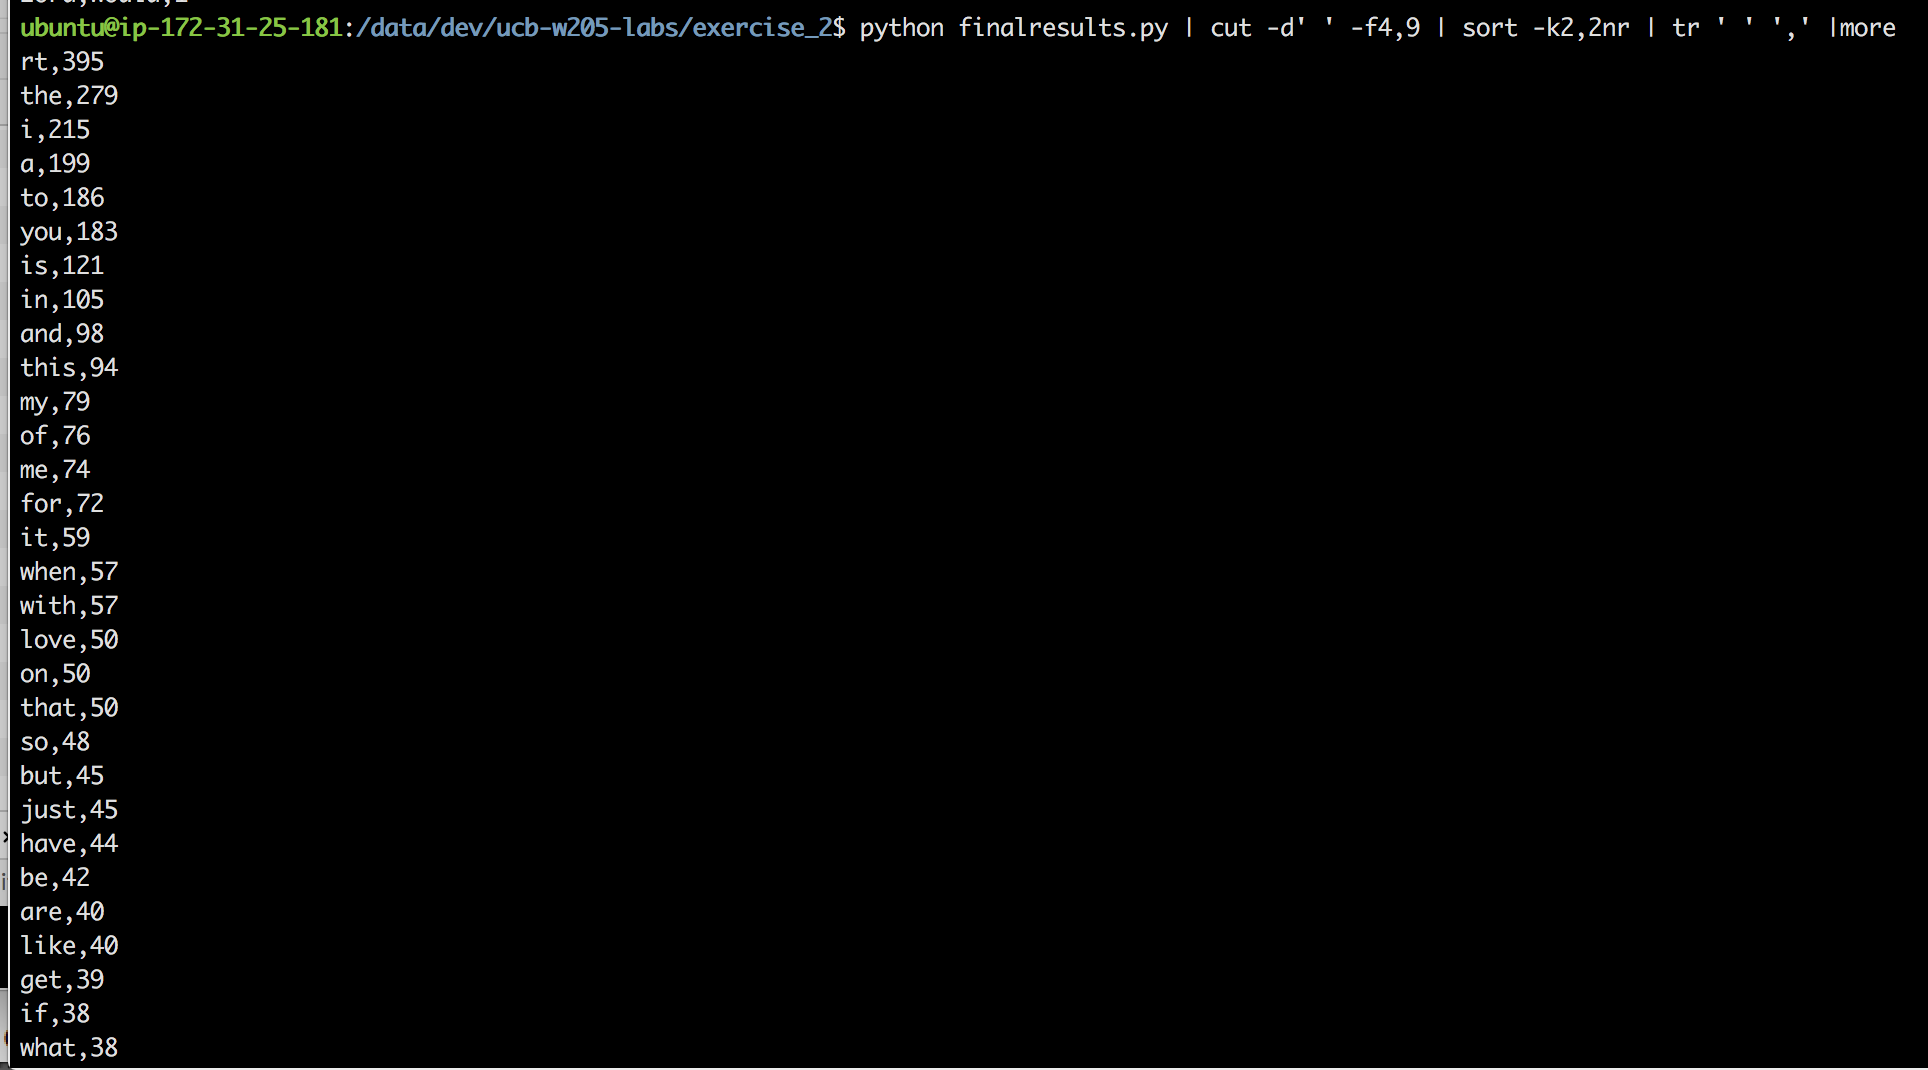 ubuntu@ip-172-31-25-181:/data/dev/ucb-w205-labs/exercise_2$ python finalresults.py | cut -d' ' -f4,9 | sort -k2,2nr | tr ' ' ',' |more
rt,395
the,279
i,215
a,199
to,186
you,183
is,121
in,105
and,98
this,94
my,79
of,76
me,74
for,72
it,59
when,57
with,57
love,50
on,50
that,50
so,48
but,45
just,45
have,44
be,42
are,40
like,40
get,39
if,38
what,38